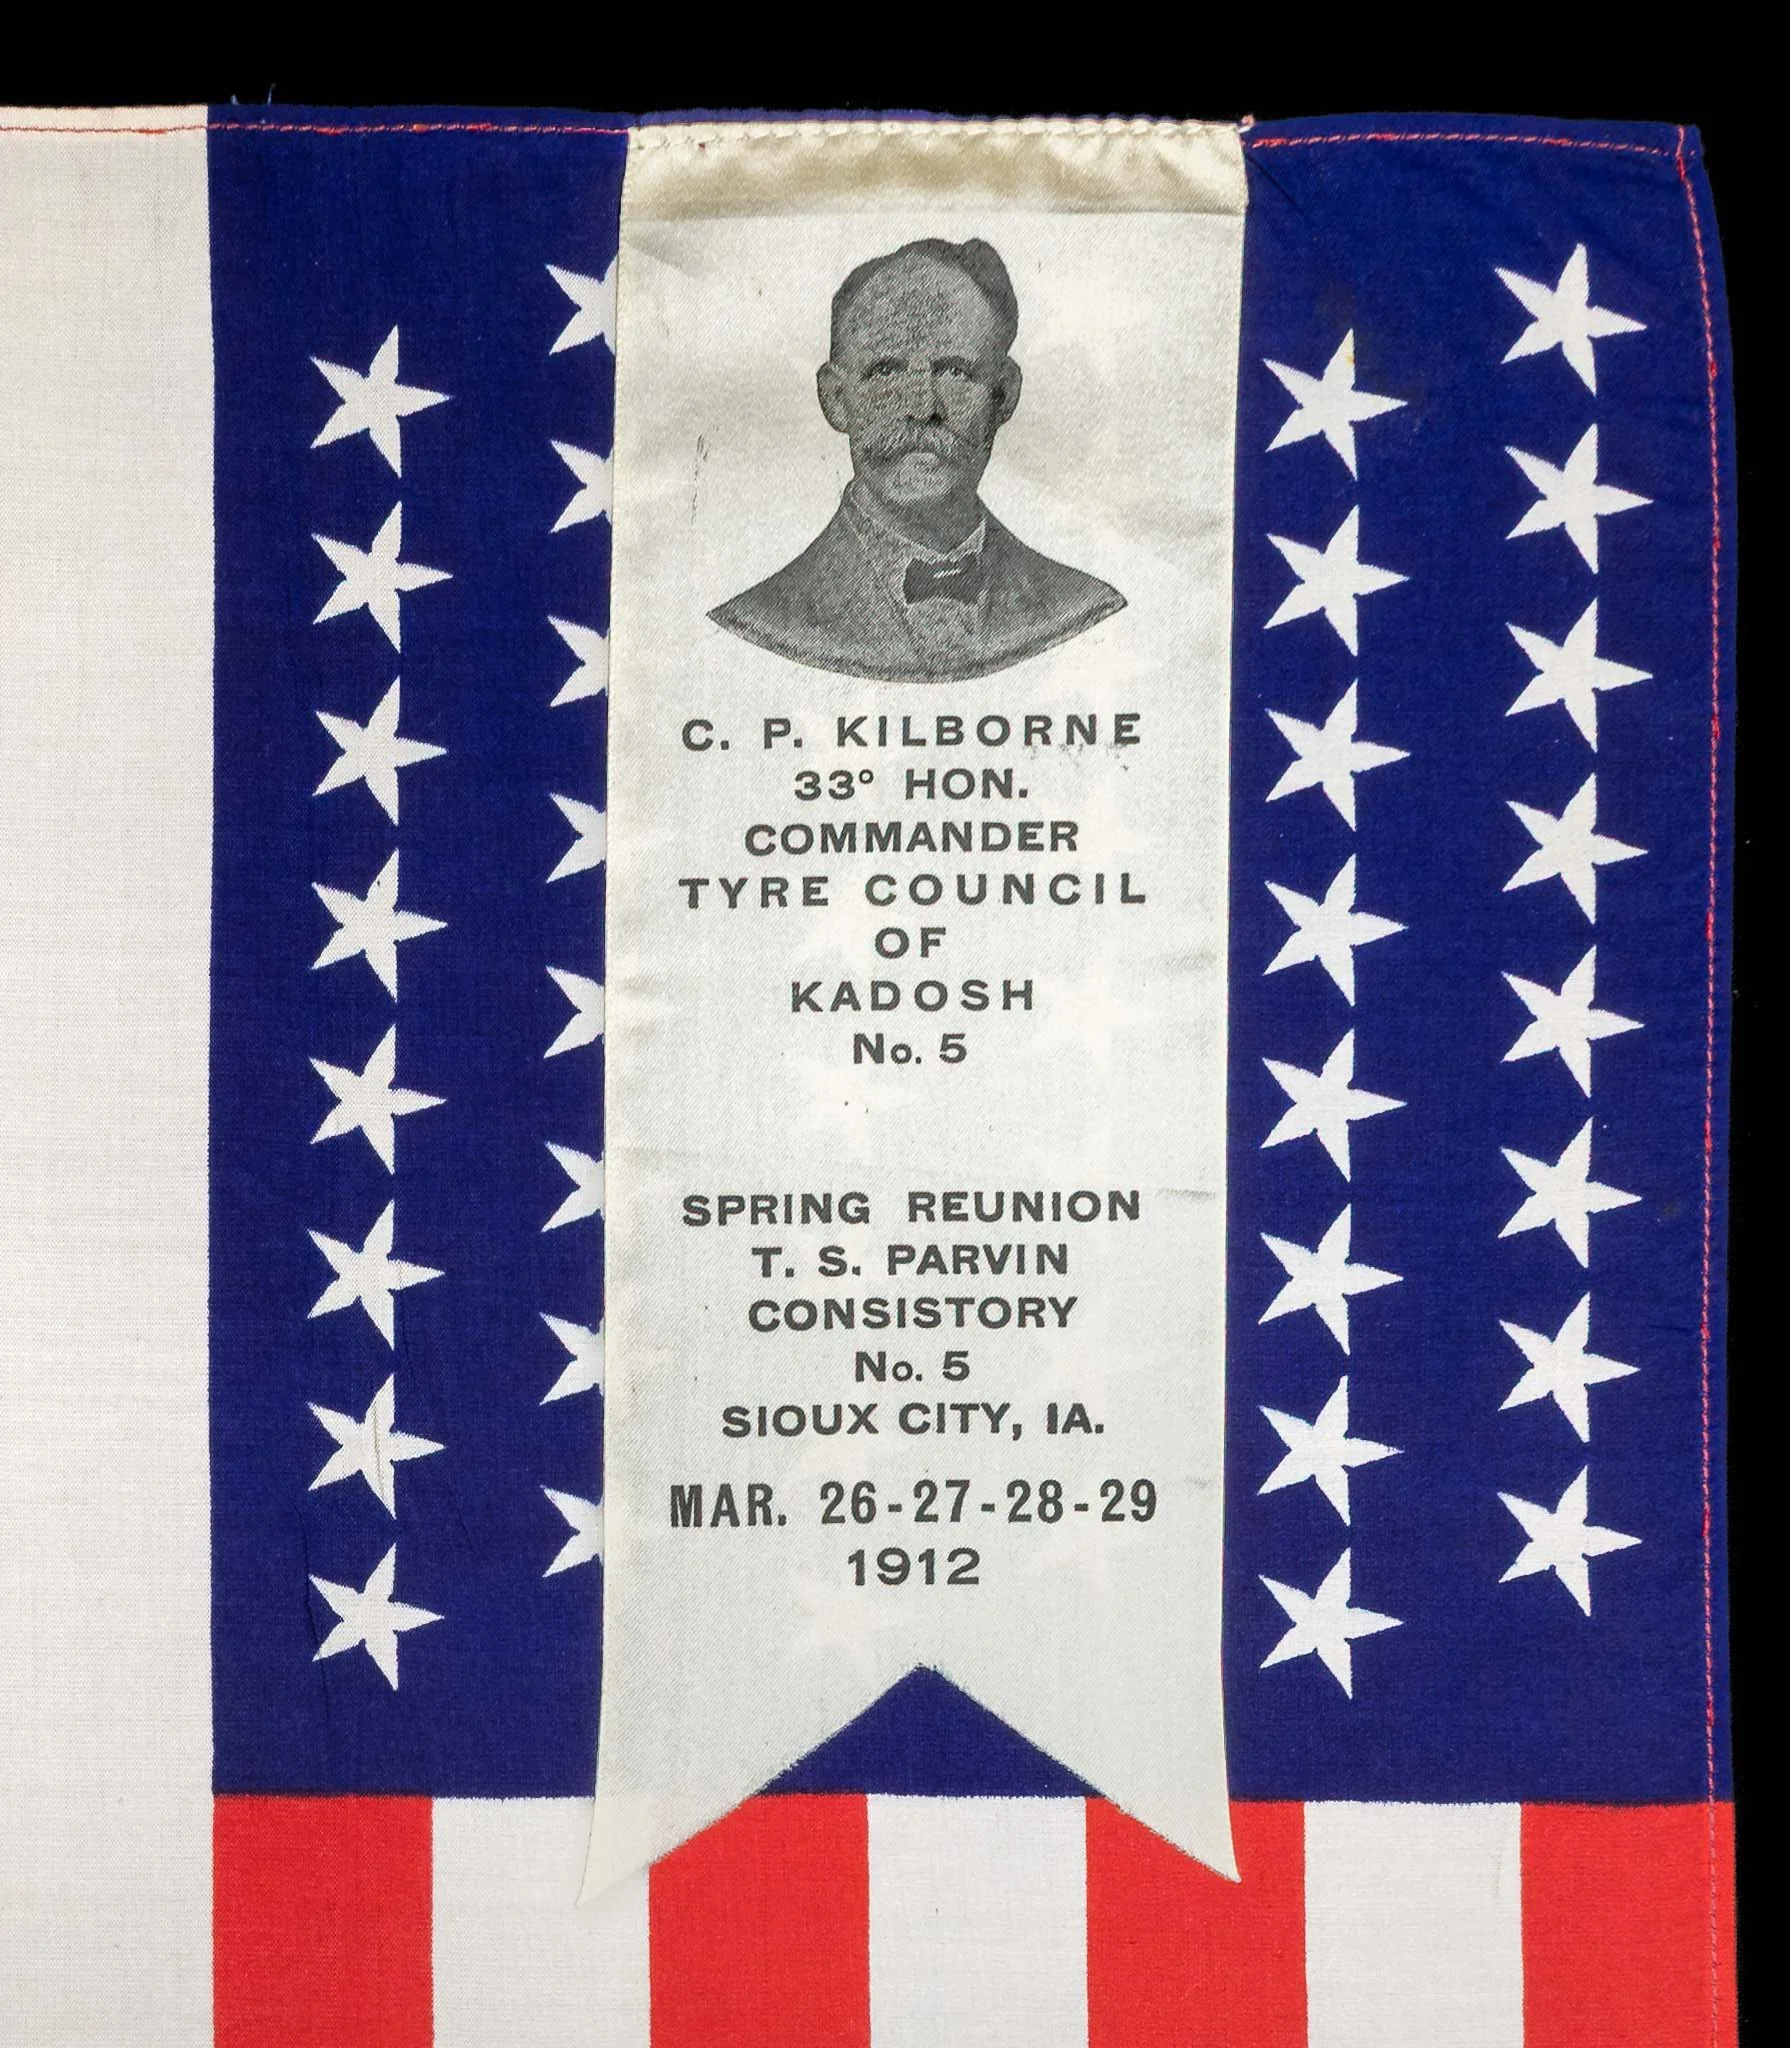 C. P. KILBORNE
33° HON.
COMMANDER
TYRE COUNCIL
OF
KADOSH
No. 5
SPRING REUNION
T. S. PARVIN
CONSISTORY
No. 5
SIOUX CITY, IA.
MAR. 26-27-28-29
1912